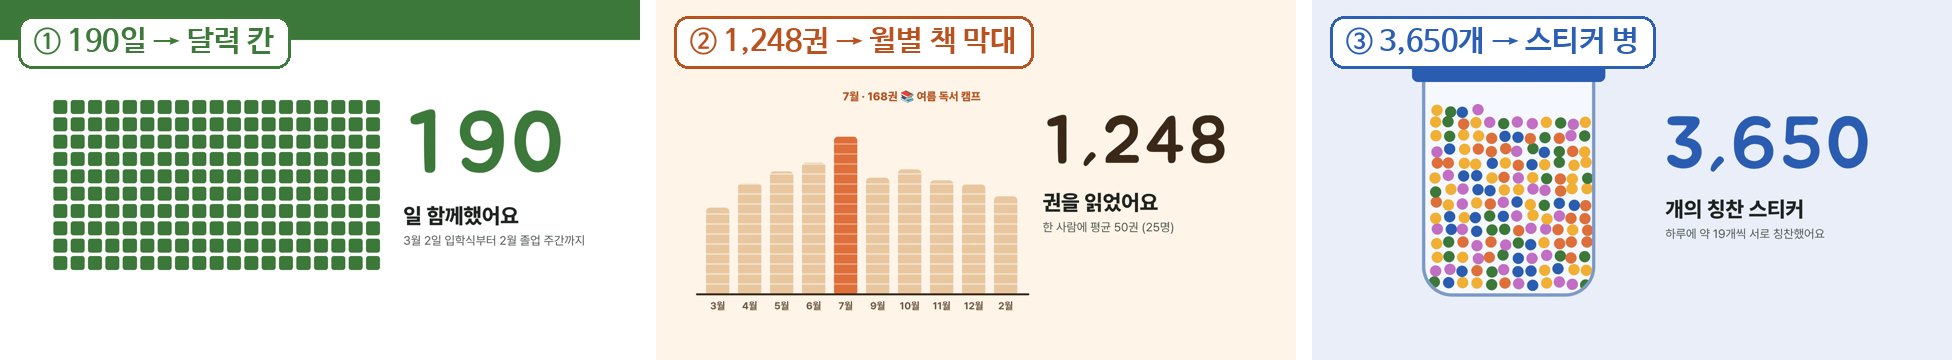 ① 190일 → 달력 칸
190
일 함께했어요
3월 2일 입학식부터 2월 졸업 주간까지
② 1,248권 → 월별 책 막대
7월 · 168권 📚 여름 독서 캠프
1,248
권을 읽었어요
한 사람에 평균 50권 (25명)
3월 4월 5월 6월 7월 9월 10월 11월 12월 2월
③ 3,650개 → 스티커 병
3,650
개의 칭찬 스티커
하루에 약 19개씩 서로 칭찬했어요